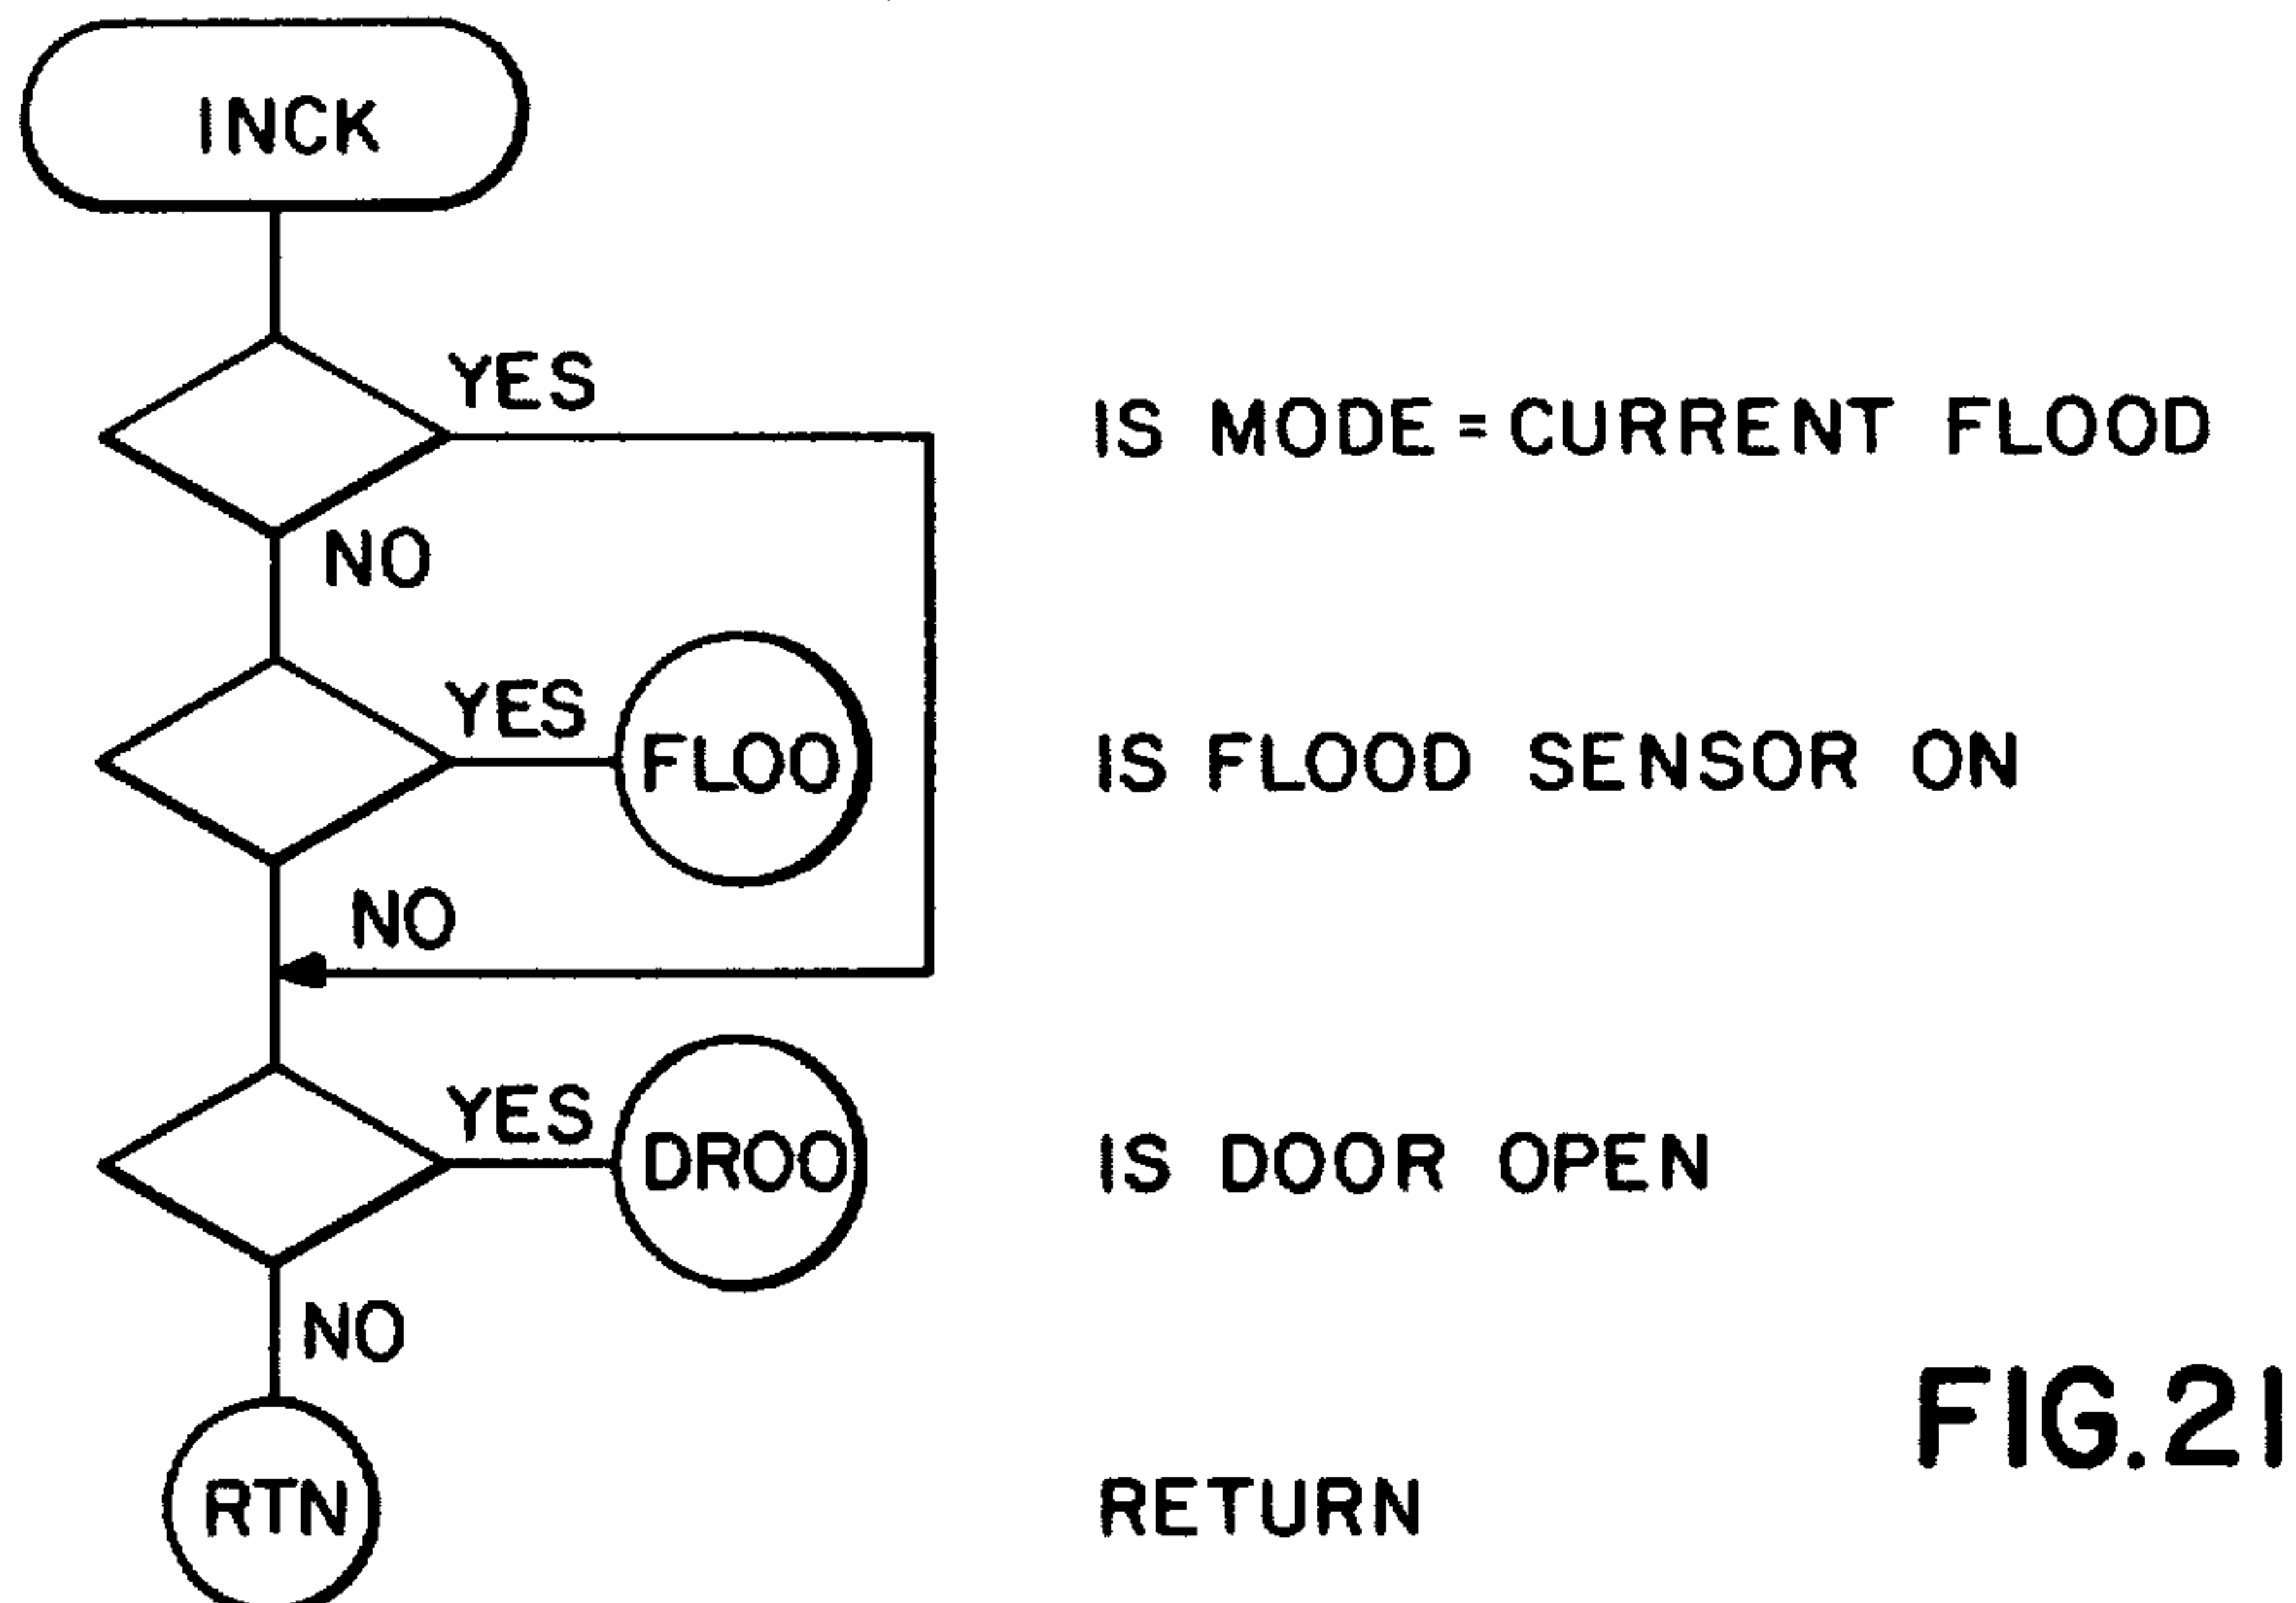 INCK
YES
IS MODE = CURRENT FLOOD
NO
YES
FLOO
IS FLOOD SENSOR ON
NO
YES
DROO
IS DOOR OPEN
NO
RTN
RETURN
FIG.21